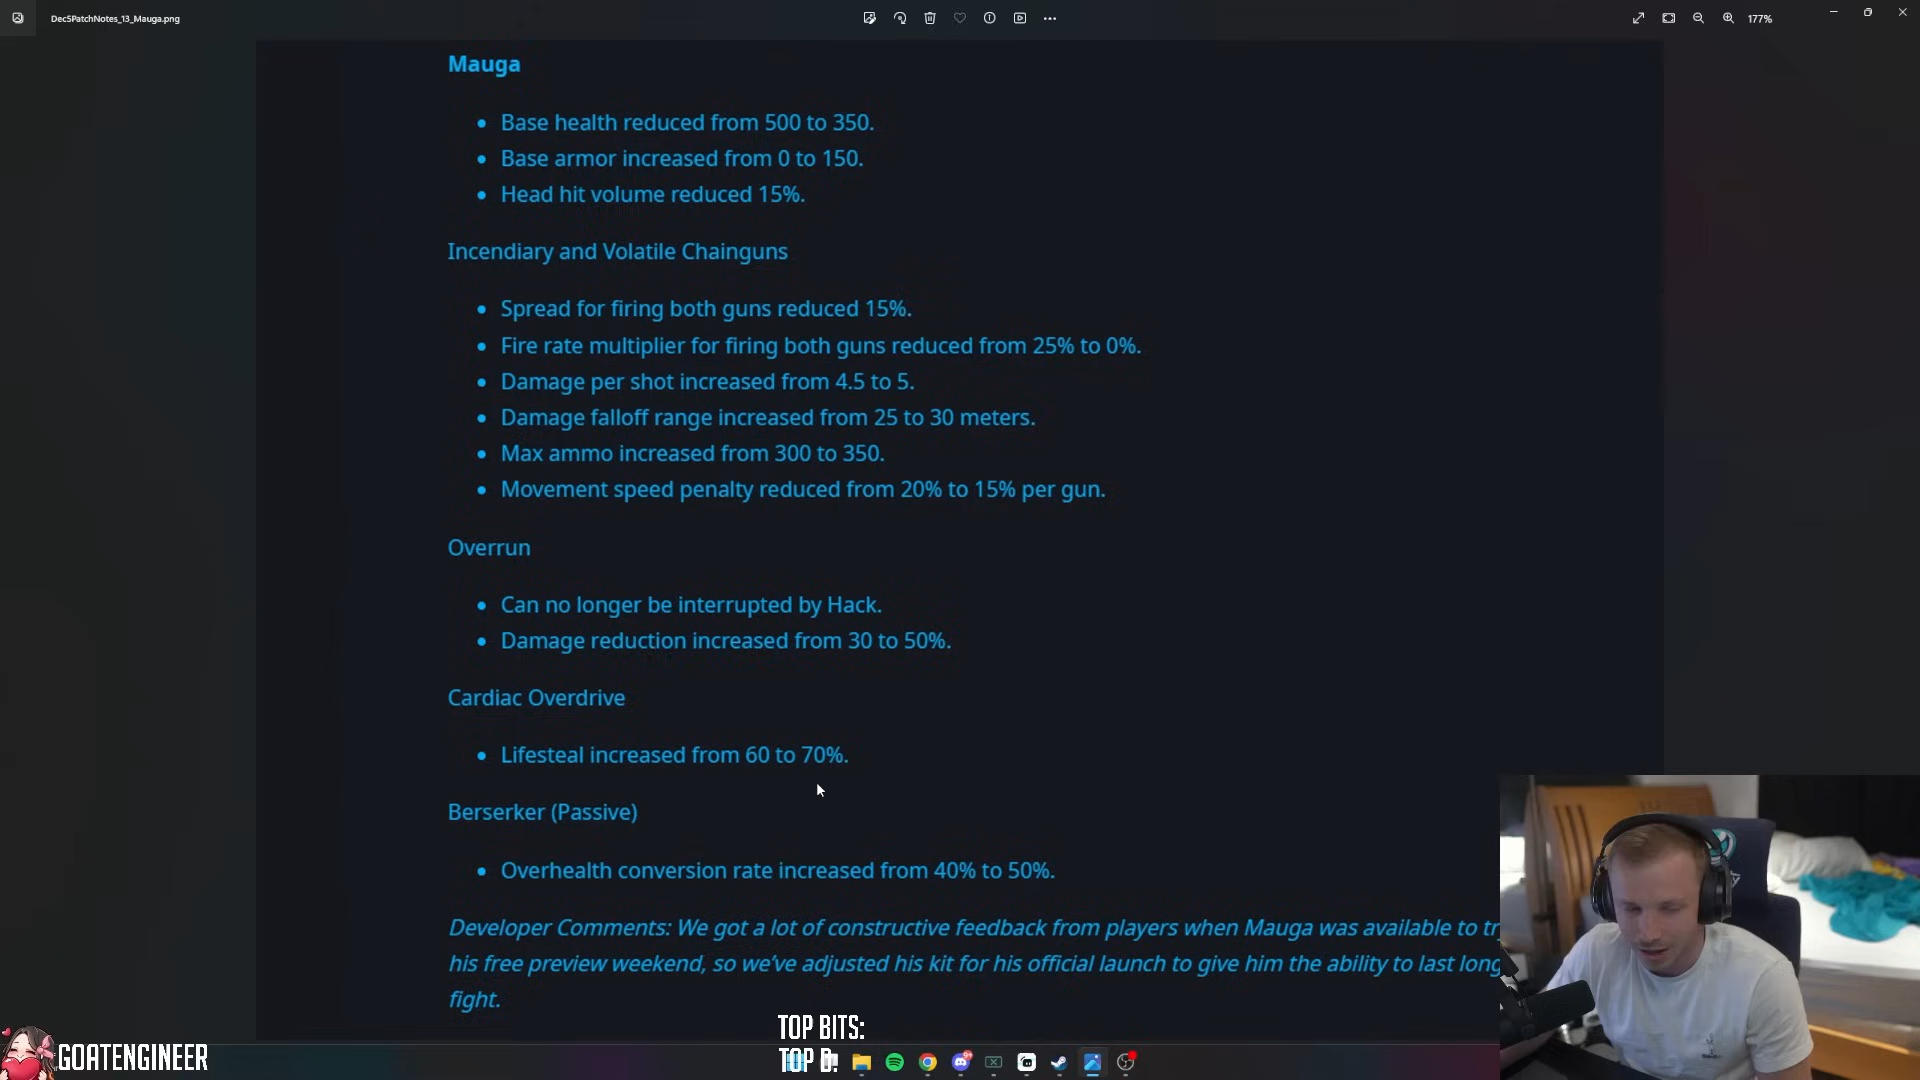 DecSPatchNotes_13_Mauga.png
177%
Mauga
• Base health reduced from 500 to 350.
• Base armor increased from 0 to 150.
• Head hit volume reduced 15%.
Incendiary and Volatile Chainguns
• Spread for firing both guns reduced 15%.
• Fire rate multiplier for firing both guns reduced from 25% to 0%.
• Damage per shot increased from 4.5 to 5.
• Damage falloff range increased from 25 to 30 meters.
• Max ammo increased from 300 to 350.
• Movement speed penalty reduced from 20% to 15% per gun.
Overrun
• Can no longer be interrupted by Hack.
• Damage reduction increased from 30 to 50%.
Cardiac Overdrive
• Lifesteal increased from 60 to 70%.
Berserker (Passive)
• Overhealth conversion rate increased from 40% to 50%.
Developer Comments: We got a lot of constructive feedback from players when Mauga was available to
his free preview weekend, so we've adjusted his kit for his official launch to give him the ability to last
fight.
TOP BITS:
TOP D:
GOATENGINEER